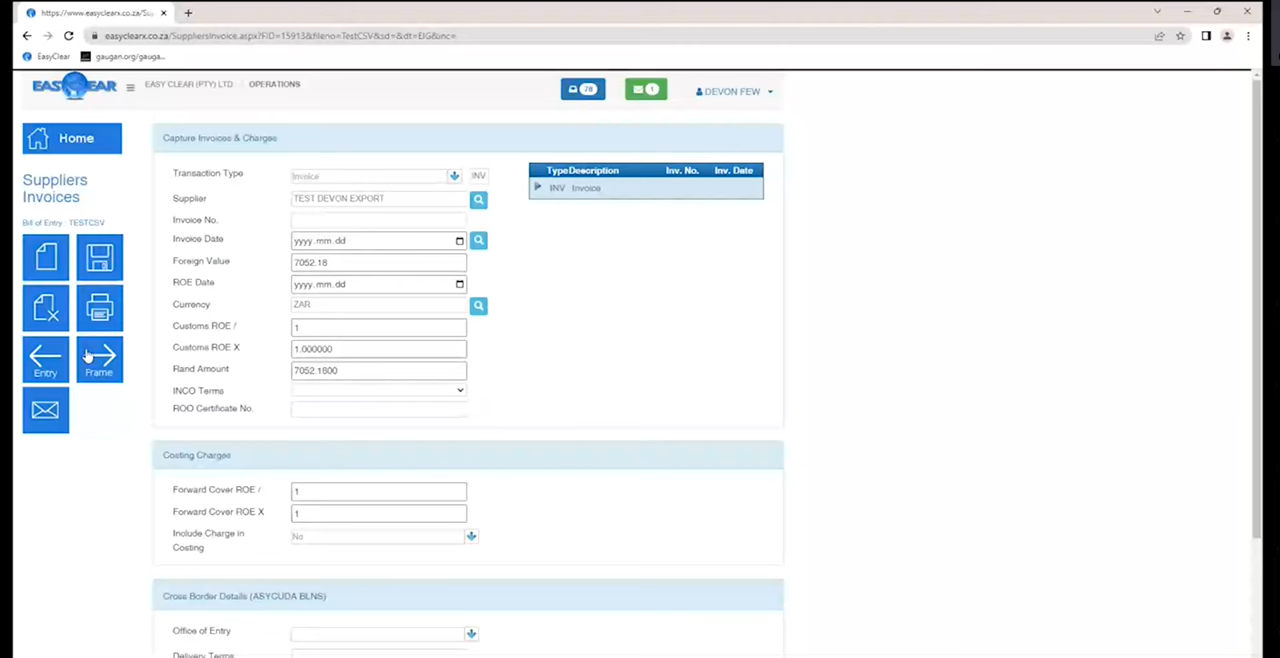 https://www.easyclearx.co.za/Su
easyclearx.co.za/SuppliersInvoice.aspx?FID=15913&fileno=TestCSV&sd=&dt=EIG&inc=
EasyClear gaugan.org/gauga...
EASY CLEAR EASY CLEAR (PTY) LTD OPERATIONS 78 1 DEVON FEW
Home
Suppliers
Invoices
Bill of Entry : TESTCSV
Entry Frame
Capture Invoices & Charges
Transaction Type Invoice INV
Supplier TEST DEVON EXPORT
Invoice No.
Invoice Date yyyy.mm.dd
Foreign Value 7052.18
ROE Date yyyy.mm.dd
Currency ZAR
Customs ROE / 1
Customs ROE X 1.000000
Rand Amount 7052.1800
INCO Terms
ROO Certificate No.
Type Description Inv. No. Inv. Date
INV Invoice
Costing Charges
Forward Cover ROE / 1
Forward Cover ROE X 1
Include Charge in
Costing No
Cross Border Details (ASYCUDA BLNS)
Office of Entry
Delivery Terms